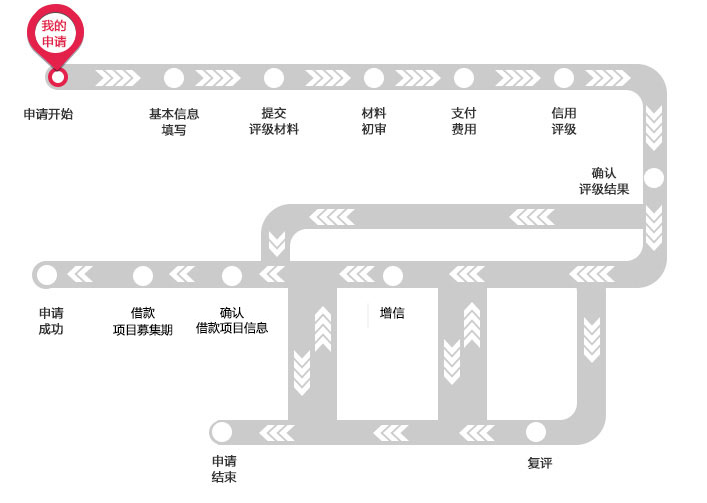 我的
申请
申请开始
基本信息
填写
提交
评级材料
材料
初审
支付
费用
信用
评级
确认
评级结果
申请
成功
借款
项目募集期
确认
借款项目信息
增信
申请
结束
复评